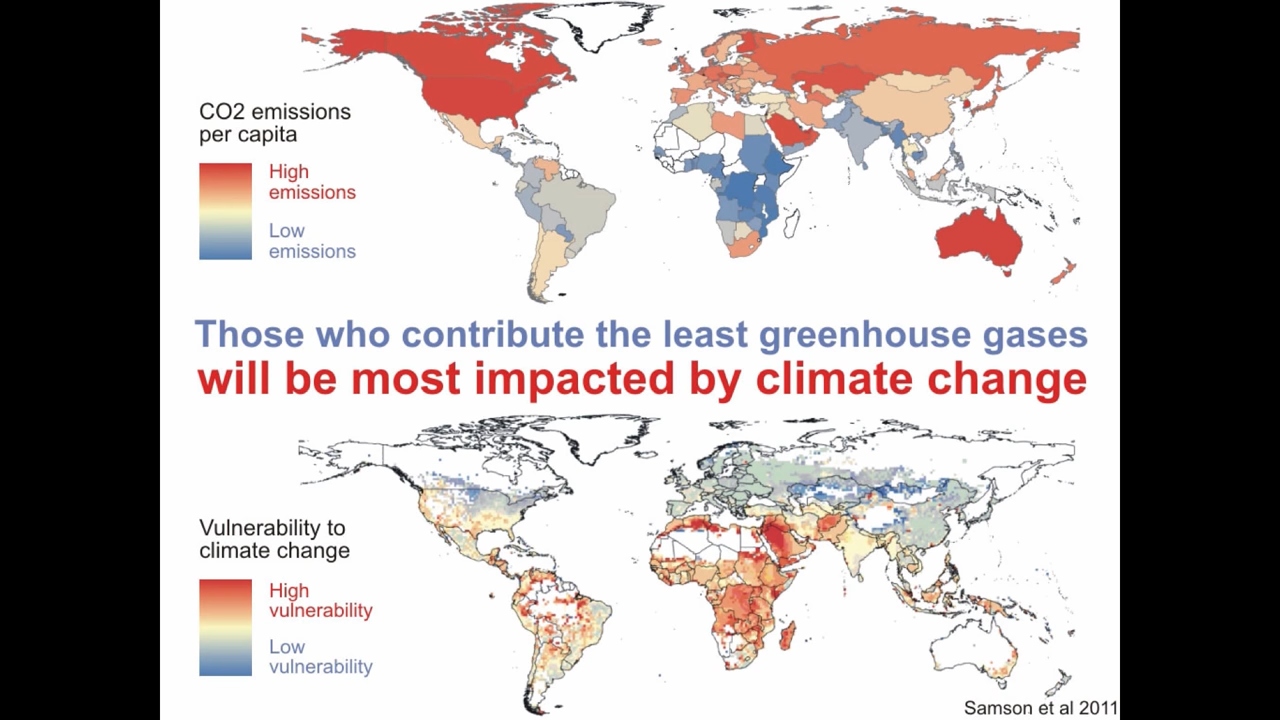 CO2 emissions
per capita
High
emissions
Low
emissions
Those who contribute the least greenhouse gases
will be most impacted by climate change
Vulnerability to
climate change
High
vulnerability
Low
vulnerability
Samson et al 2011